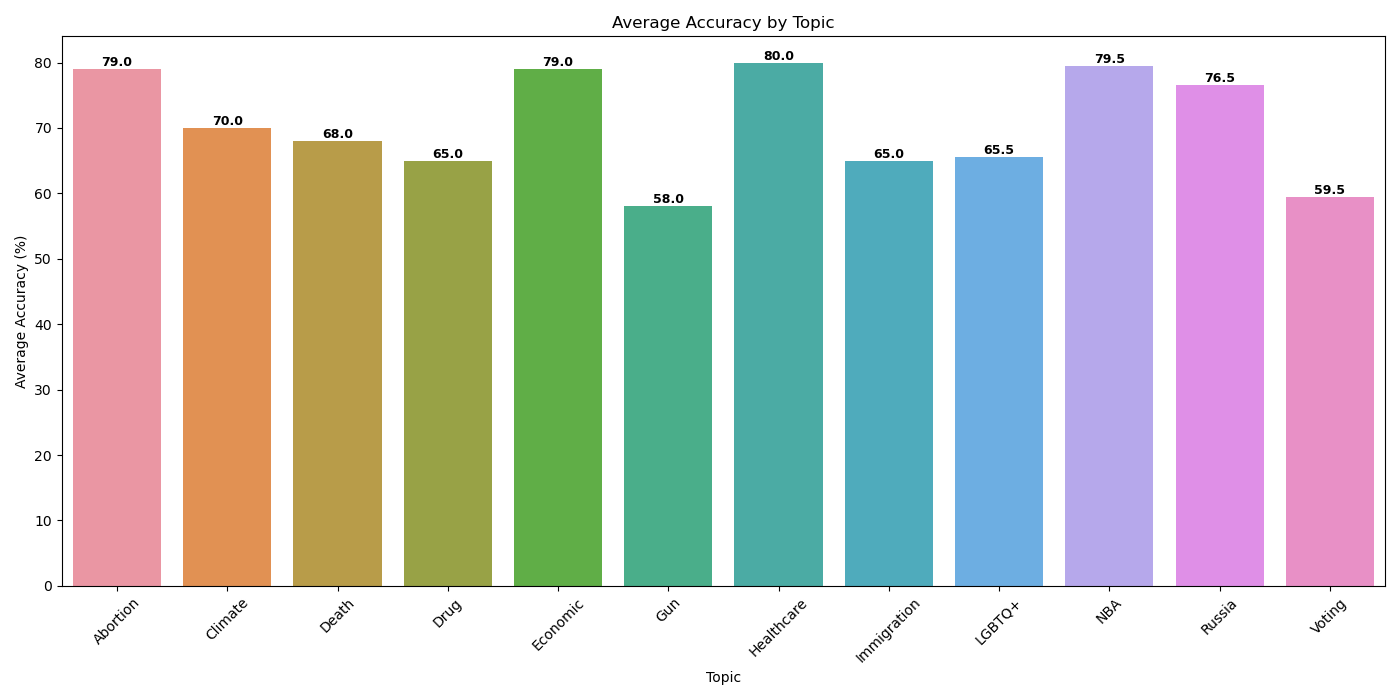 Average Accuracy by Topic
Average Accuracy (%)
80
70
60
50
40
30
20
10
0
79.0
70.0
68.0
65.0
79.0
58.0
80.0
65.0
65.5
79.5
76.5
59.5
Abortion
Climate
Death
Drug
Economic
Gun
Healthcare
Immigration
LGBTQ+
NBA
Russia
Voting
Topic